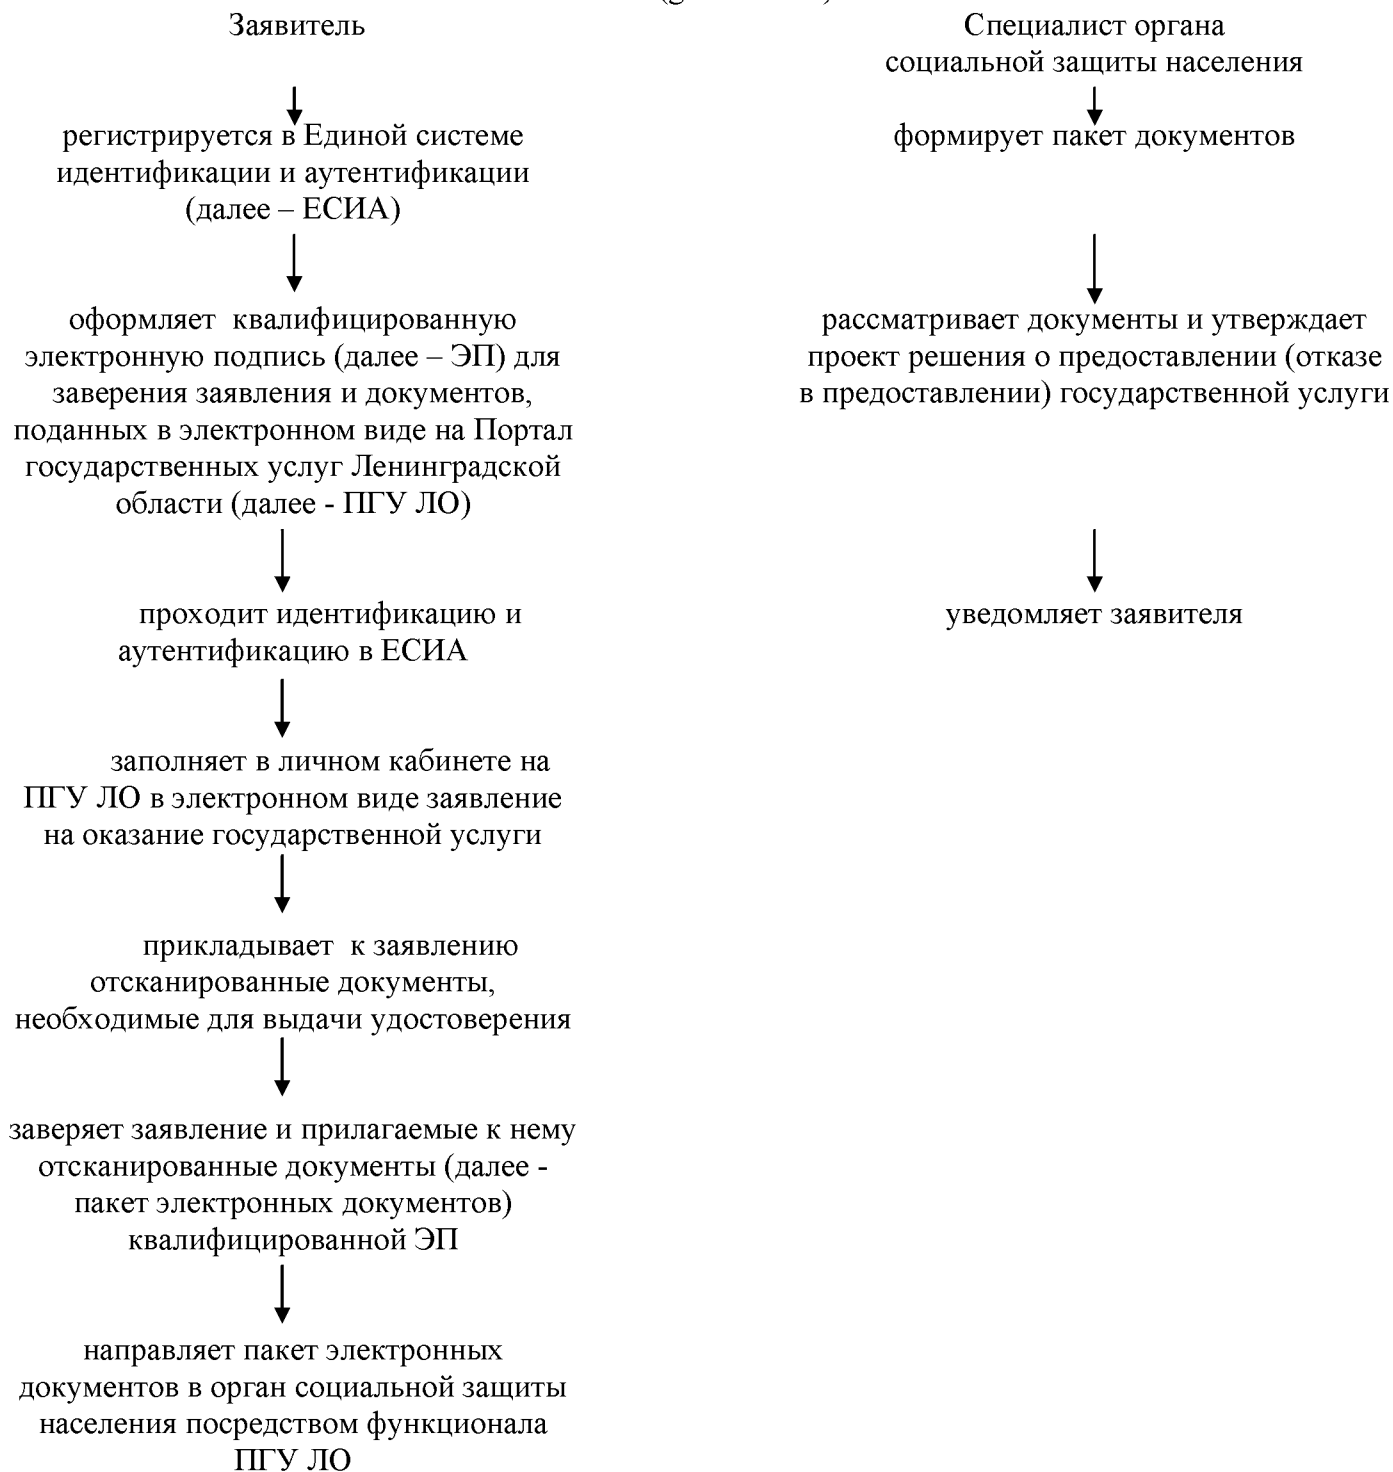 Заявитель
регистрируется в Единой системе
идентификации и аутентификации
(далее – ЕСИА)
оформляет  квалифицированную
электронную подпись (далее – ЭП) для
заверения заявления и документов,
поданных в электронном виде на Портал
государственных услуг Ленинградской
области (далее - ПГУ ЛО)
проходит идентификацию и
аутентификацию в ЕСИА
заполняет в личном кабинете на
ПГУ ЛО в электронном виде заявление
на оказание государственной услуги
прикладывает  к заявлению
отсканированные документы,
необходимые для выдачи удостоверения
заверяет заявление и прилагаемые к нему
отсканированные документы (далее -
пакет электронных документов)
квалифицированной ЭП
направляет пакет электронных
документов в орган социальной защиты
населения посредством функционала
ПГУ ЛО
Специалист органа
социальной защиты населения
формирует пакет документов
рассматривает документы и утверждает
проект решения о предоставлении (отказе
в предоставлении) государственной услуги
уведомляет заявителя